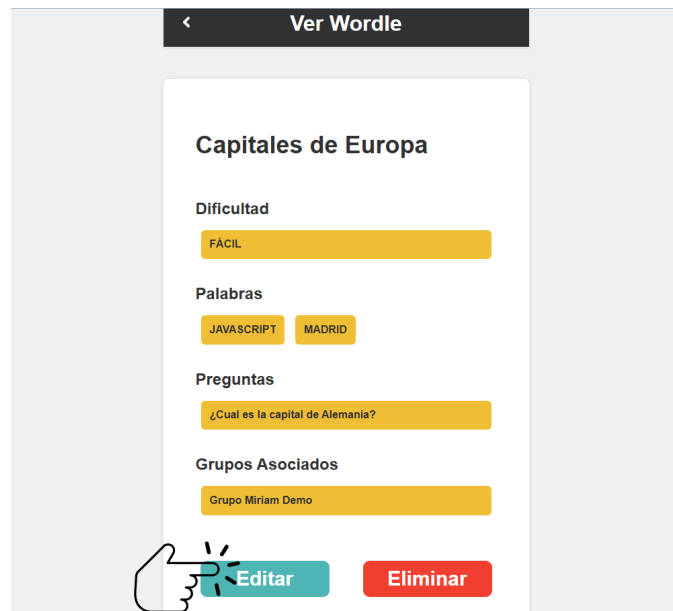 Ver Wordle
Capitales de Europa
Dificultad
FÁCIL
Palabras
JAVASCRIPT MADRID
Preguntas
¿Cual es la capital de Alemania?
Grupos Asociados
Grupo Miriam Demo
Editar Eliminar